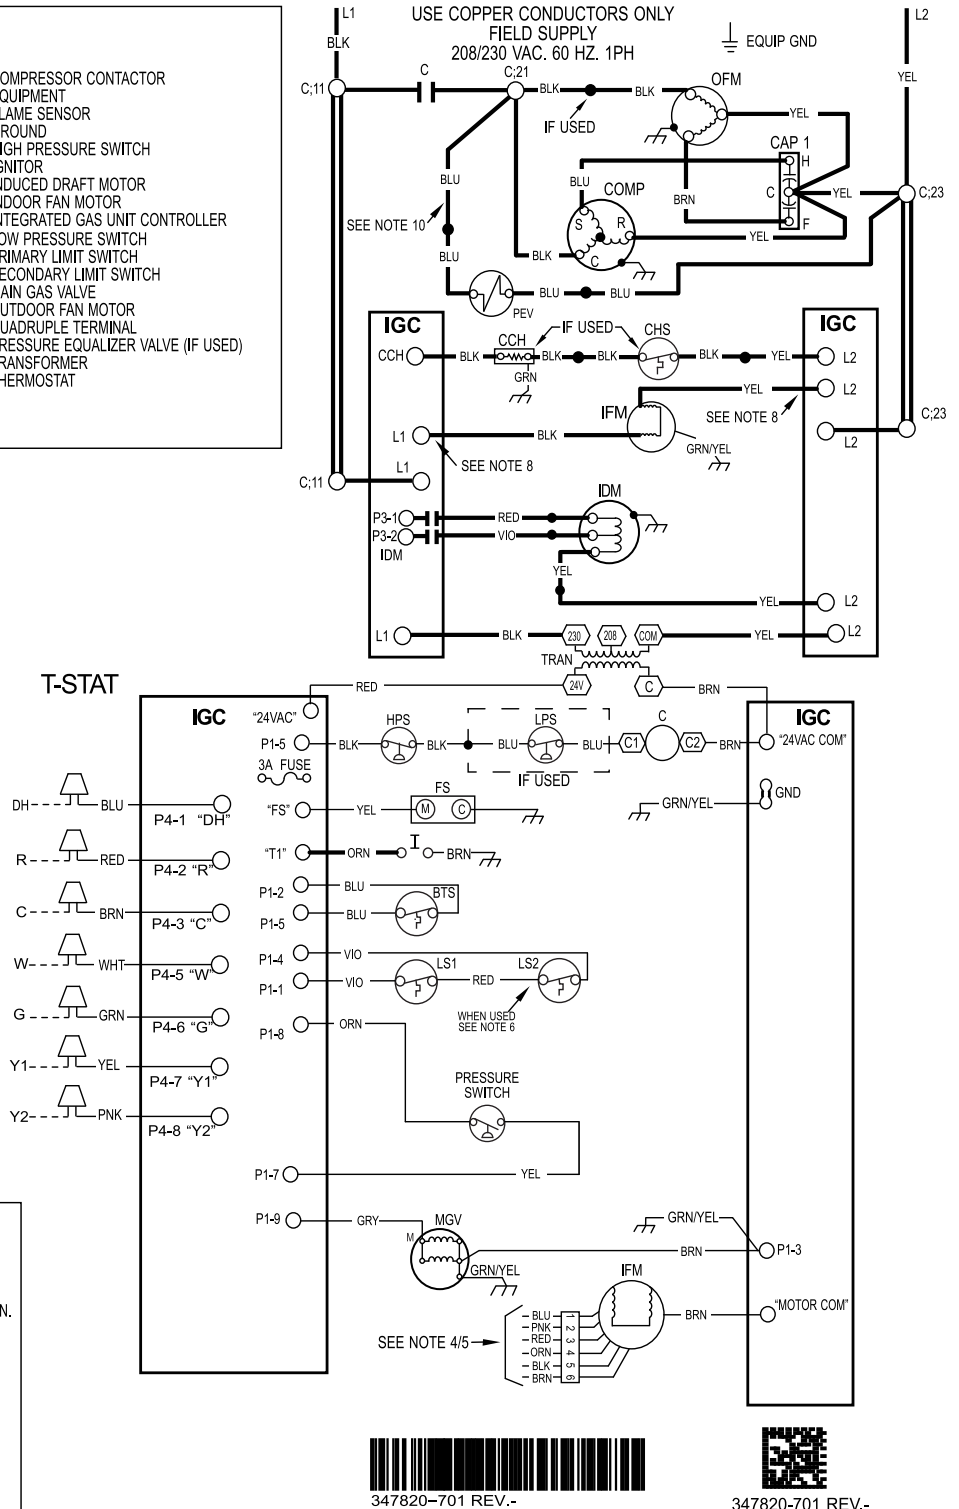 L1
USE COPPER CONDUCTORS ONLY
FIELD SUPPLY
208/230 VAC. 60 HZ. 1PH
EQUIP GND
L2
BLK
YEL
C;11
C
C;21
BLK
BLK
OFM
IF USED
YEL
CAP 1
H
C
F
YEL
C;23
BLU
SEE NOTE 10
BLU
BLU
COMP
S
R
C
BRN
YEL
BLK
PEV
BLU
BLU
OMPRESSOR CONTACTOR
QUIPMENT
LAME SENSOR
ROUND
IGH PRESSURE SWITCH
GNITOR
NDUCED DRAFT MOTOR
NDOOR FAN MOTOR
NTEGRATED GAS UNIT CONTROLLER
OW PRESSURE SWITCH
RIMARY LIMIT SWITCH
ECONDARY LIMIT SWITCH
AIN GAS VALVE
UTDOOR FAN MOTOR
UADRUPLE TERMINAL
RESSURE EQUALIZER VALVE (IF USED)
RANSFORMER
HERMOSTAT
IGC
IGC
IF USED
CCH
BLK
CCH
BLK
BLK
CHS
BLK
YEL
L2
GRN
YEL
L2
IFM
SEE NOTE 8
L1
BLK
GRN/YEL
L2
C;23
SEE NOTE 8
L1
C;11
IDM
P3-1
RED
P3-2
VIO
IDM
YEL
YEL
L2
L1
BLK
230
208
COM
YEL
L2
TRAN
24V
C
RED
BRN
T-STAT
IGC
"24VAC"
IGC
P1-5
BLK
HPS
BLK
BLU
LPS
BLU
C1
C
C2
BRN
"24VAC COM"
IF USED
3A FUSE
GND
GRN/YEL
DH
BLU
P4-1 "DH"
"FS"
YEL
FS
M
C
R
RED
P4-2 "R"
"T1"
ORN
I
BRN
P1-2
BLU
BTS
P1-5
BLU
C
BRN
P4-3 "C"
P1-4
VIO
P1-1
VIO
LS1
RED
LS2
WHEN USED
SEE NOTE 6
W
WHT
P4-5 "W"
G
GRN
P4-6 "G"
P1-8
ORN
Y1
YEL
P4-7 "Y1"
PRESSURE
SWITCH
Y2
PNK
P4-8 "Y2"
P1-7
YEL
P1-9
GRY
MGV
M
GRN/YEL
GRN/YEL
BRN
P1-3
N.
IFM
BRN
"MOTOR COM"
SEE NOTE 4/5
BLU 1
PNK 2
RED 3
ORN 4
BLK 5
BRN 6
347820-701 REV.-
347820-701 REV.-